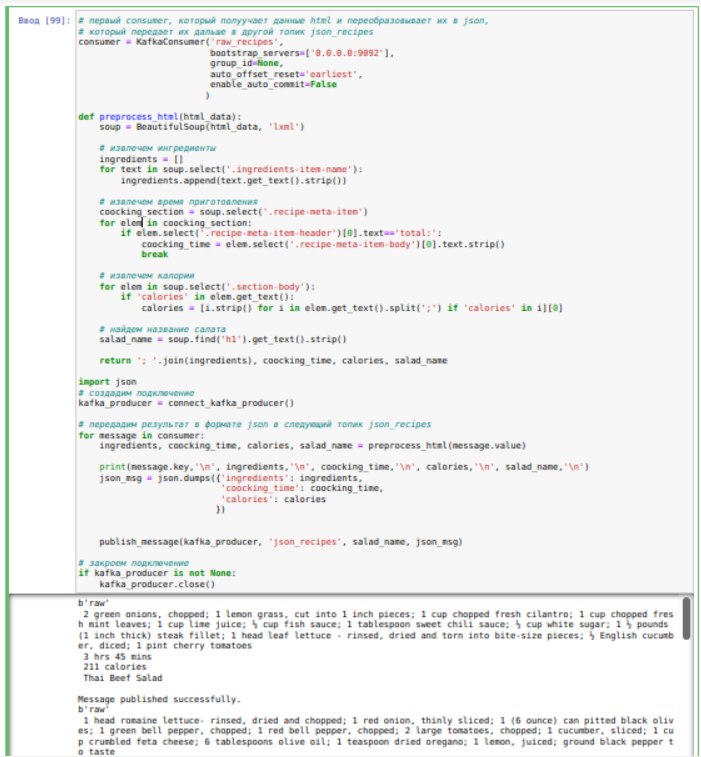 Ввод [99]:
# первый consumer, который полуучает данные html и переобразовывает их в json,
# который передает их дальше в другой топик json_recipes
consumer = KafkaConsumer('raw_recipes',
                         bootstrap_servers=['0.0.0.0:9092'],
                         group_id=None,
                         auto_offset_reset='earliest',
                         enable_auto_commit=False
                         )
def preprocess_html(html_data):
    soup = BeautifulSoup(html_data, 'lxml')
    # извлечем ингредиенты
    ingredients = []
    for text in soup.select('.ingredients-item-name'):
        ingredients.append(text.get_text().strip())
    # извлечем время приготовления
    coocking_section = soup.select('.recipe-meta-item')
    for elem in coocking_section:
        if elem.select('.recipe-meta-item-header')[0].text=='total:':
            coocking_time = elem.select('.recipe-meta-item-body')[0].text.strip()
            break
    # извлечем калории
    for elem in soup.select('.section-body'):
        if 'calories' in elem.get_text():
            calories = [i.strip() for i in elem.get_text().split(';') if 'calories' in i][0]
    # найдем название салата
    salad_name = soup.find('h1').get_text().strip()
    return '; '.join(ingredients), coocking_time, calories, salad_name
import json
# создадим подключение
kafka_producer = connect_kafka_producer()
# передадим результат в формате json в следующий топик json_recipes
for message in consumer:
    ingredients, coocking_time, calories, salad_name = preprocess_html(message.value)
    print(message.key,'\n', ingredients,'\n', coocking_time,'\n', calories,'\n', salad_name,'\n')
    json_msg = json.dumps({'ingredients': ingredients,
                           'coocking_time': coocking_time,
                           'calories': calories
                          })
    publish_message(kafka_producer, 'json_recipes', salad_name, json_msg)
# закроем подключение
if kafka_producer is not None:
    kafka_producer.close()
b'raw'
 2 green onions, chopped; 1 lemon grass, cut into 1 inch pieces; 1 cup chopped fresh cilantro; 1 cup chopped fres
h mint leaves; 1 cup lime juice; cup fish sauce; 1 tablespoon sweet chili sauce; cup white sugar; 1 ½ pounds
(1 inch thick) steak fillet; 1 head leaf lettuce - rinsed, dried and torn into bite-size pieces; English cucumb
er, diced; 1 pint cherry tomatoes
 3 hrs 45 mins
 211 calories
 Thai Beef Salad
Message published successfully.
b'raw'
 1 head romaine lettuce- rinsed, dried and chopped; 1 red onion, thinly sliced; 1 (6 ounce) can pitted black oliv
es; 1 green bell pepper, chopped; 1 red bell pepper, chopped; 2 large tomatoes, chopped; 1 cucumber, sliced; 1 cu
p crumbled feta cheese; 6 tablespoons olive oil; 1 teaspoon dried oregano; 1 lemon, juiced; ground black pepper t
o taste